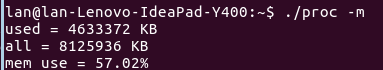 lan@lan-Lenovo-IdeaPad-Y400:~$ ./proc -m
used = 4633372 KB
all = 8125936 KB
mem use = 57.02%